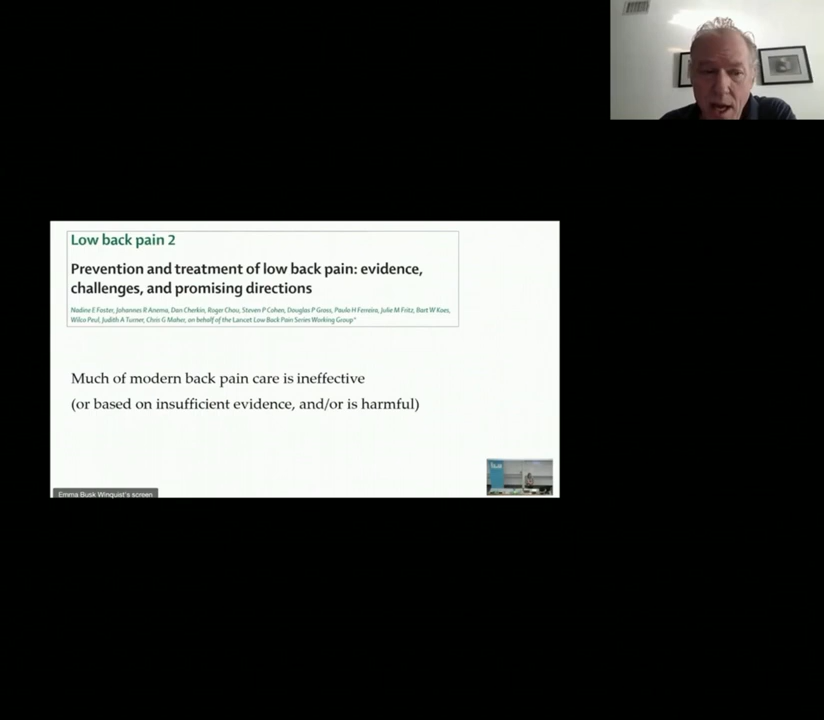 Low back pain 2
Prevention and treatment of low back pain: evidence,
challenges, and promising directions
Nadine E Foster, Johannes R Anema, Dan Cherkin, Roger Chou, Steven P Cohen, Douglas P Gross, Paulo H Ferreira, Julie M Fritz, Bart W Koes,
Wilco Peul, Judith A Turner, Chris G Maher, on behalf of the Lancet Low Back Pain Series Working Group*
Much of modern back pain care is ineffective
(or based on insufficient evidence, and/or is harmful)
Emma Busk Winquist's screen